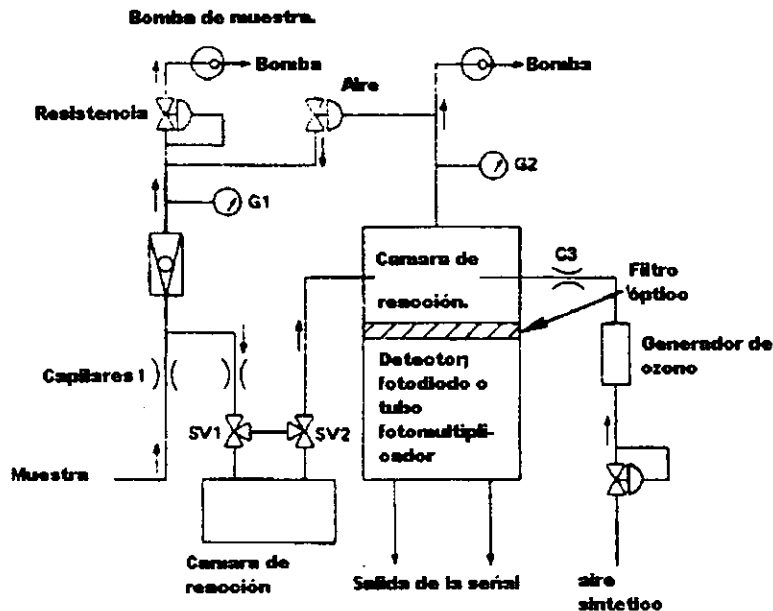 Bomba de muestra.
Bomba
Bomba
Aire
Resistencia
G2
G1
Camara de
reacción.
C3
Filtro
óptico
Detector;
fotodiodo o
tubo
fotomultipli-
cador
Generador de
ozono
Capilares 1
SV1
SV2
Muestra
Camara de
reacción
Salida de la señal
aire
sintetico